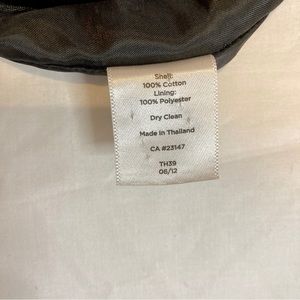 Shell:
100% Cotton
Lining:
100% Polyester
Dry Clean
Made in Thailand
CA #23147
TH39
06/12